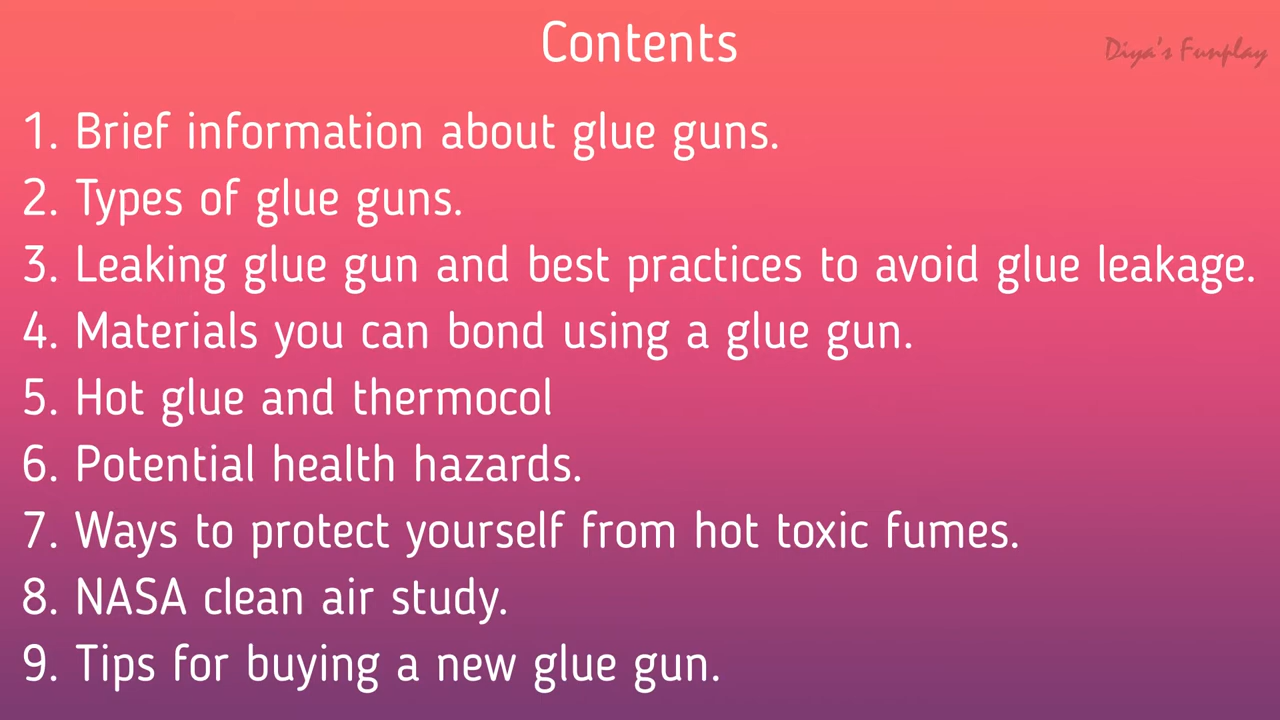 Contents
Diya's Funplay
1. Brief information about glue guns.
2. Types of glue guns.
3. Leaking glue gun and best practices to avoid glue leakage.
4. Materials you can bond using a glue gun.
5. Hot glue and thermocol
6. Potential health hazards.
7. Ways to protect yourself from hot toxic fumes.
8. NASA clean air study.
9. Tips for buying a new glue gun.